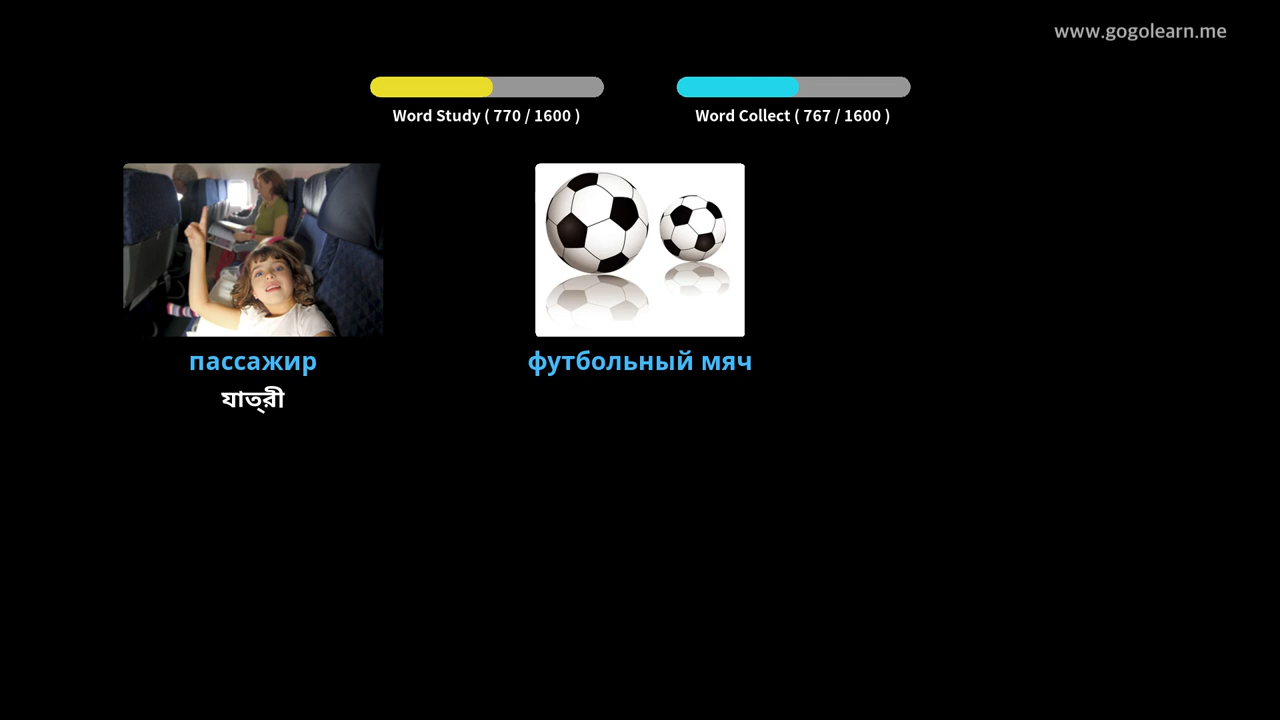 www.gogolearn.me
Word Study ( 770 / 1600 )
Word Collect ( 767 / 1600 )
пассажир
футбольный мяч
যাত্রী